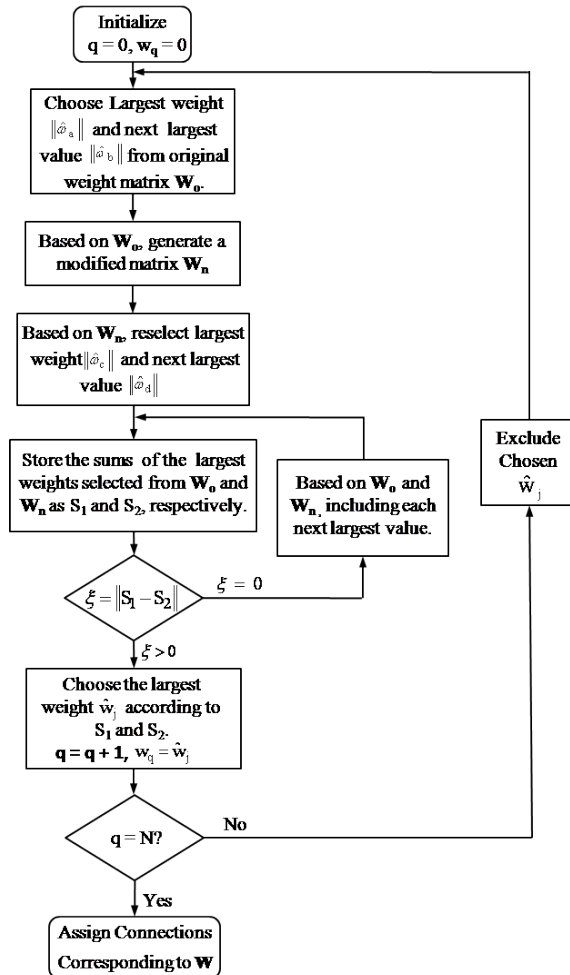 Initialize
q = 0, w_q = 0
Choose Largest weight
‖ω̂_a‖ and next largest
value ‖ω̂_b‖ from original
weight matrix W_o.
Based on W_o, generate a
modified matrix W_n
Based on W_n, reselect largest
weight‖ω̂_c‖ and next largest
value ‖ω̂_d‖
Store the sums of the largest
weights selected from W_o and
W_n as S_1 and S_2, respectively.
Based on W_o and
W_n , including each
next largest value.
Exclude
Chosen
ŵ_j
ξ = ‖S_1 − S_2‖
ξ = 0
ξ > 0
Choose the largest
weight ŵ_j according to
S_1 and S_2.
q = q + 1, w_q = ŵ_j
q = N?
No
Yes
Assign Connections
Corresponding to W